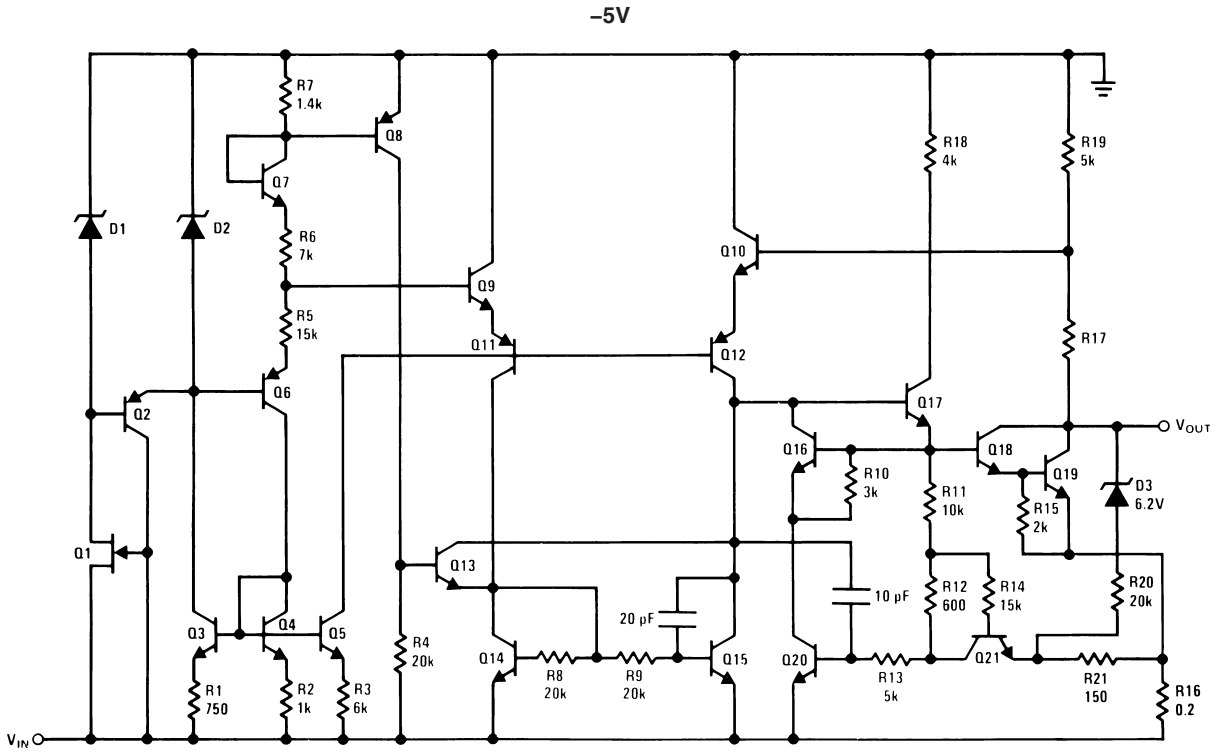 –5V
R7
1.4k
Q8
R18
4k
R19
5k
Q7
D1
D2
R6
7k
Q10
Q9
R5
15k
R17
Q11
Q12
Q6
Q2
Q17
VOUT
Q16
Q18
Q19
D3
6.2V
R10
3k
R11
10k
R15
2k
Q1
Q13
R20
20k
10 pF
R12
600
R14
15k
20 pF
Q3
Q4
Q5
R4
20k
Q14
Q15
Q20
Q21
R8
20k
R9
20k
R13
5k
R21
150
R1
750
R2
1k
R3
6k
R16
0.2
VIN